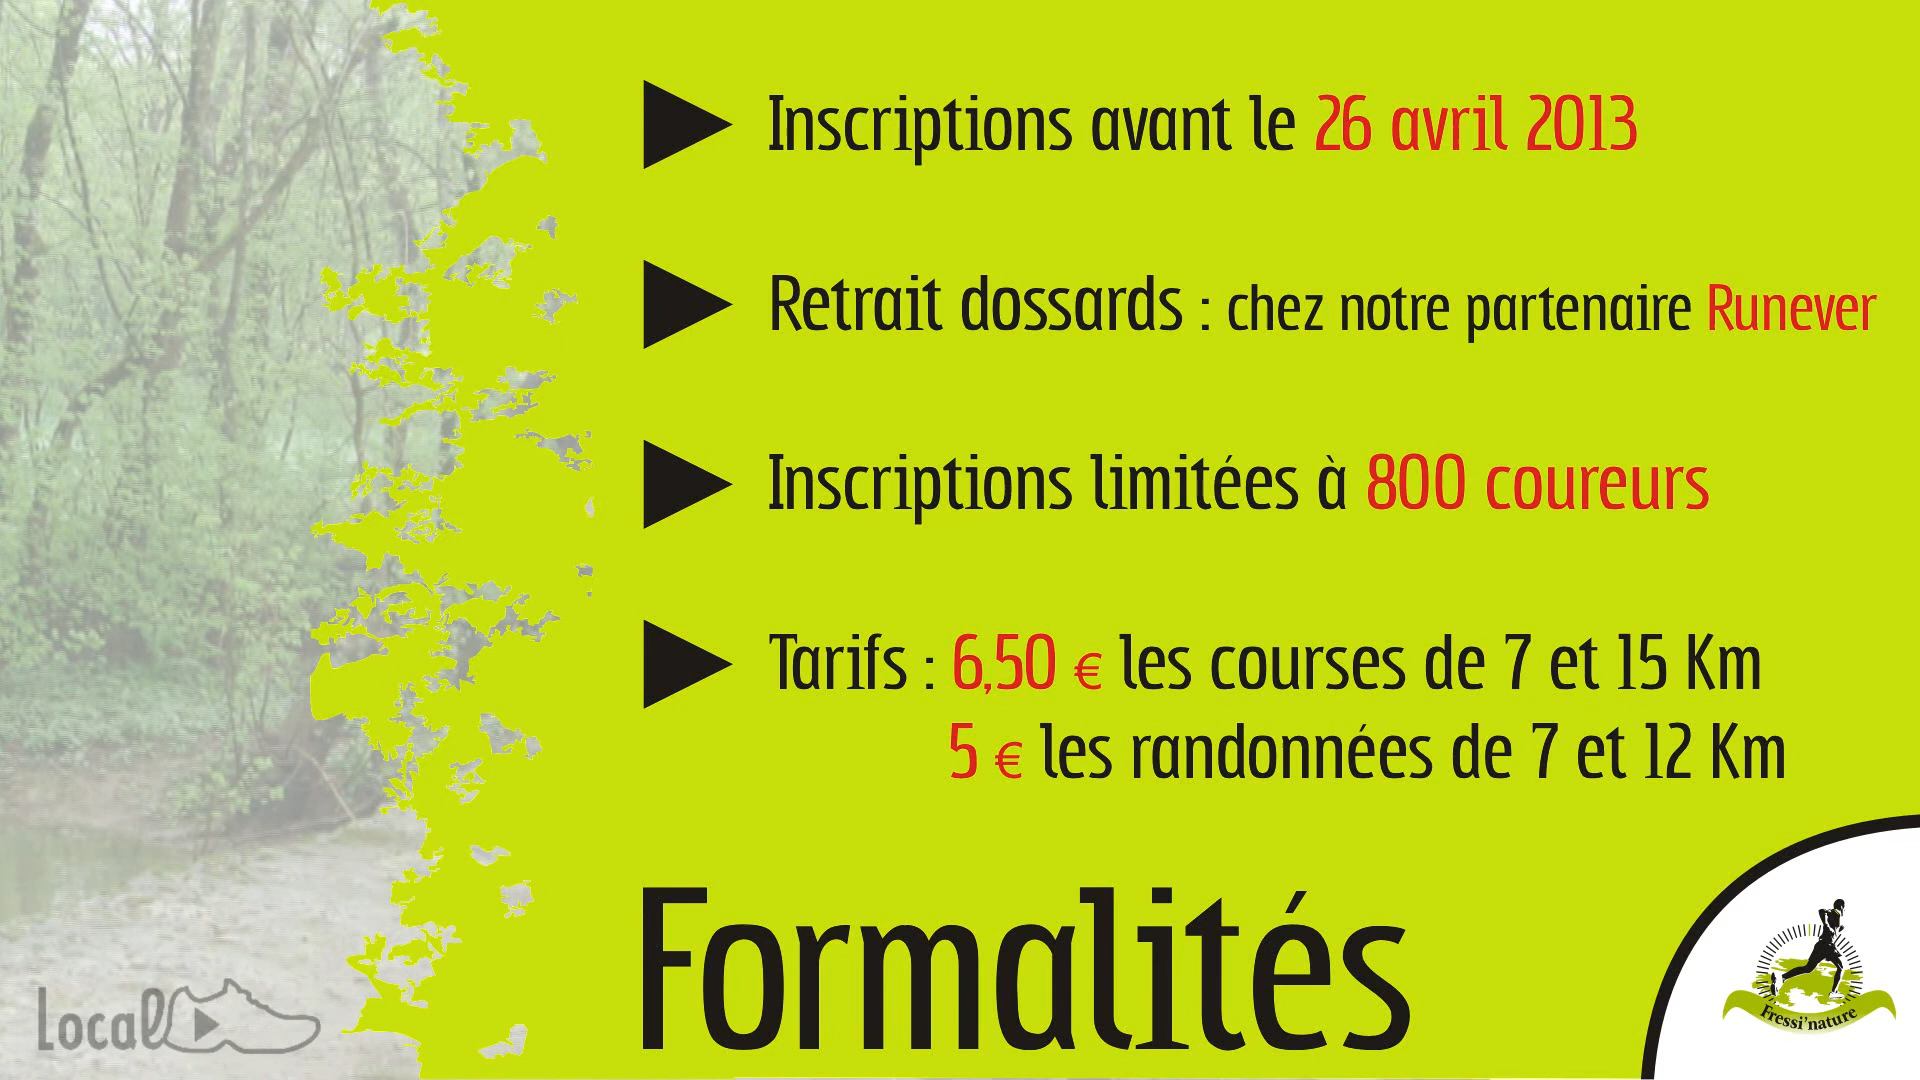 Inscriptions avant le 26 avril 2013
Retrait dossards : chez notre partenaire Runever
Inscriptions limitées à 800 coureurs
Tarifs : 6,50 € les courses de 7 et 15 Km
5 € les randonnées de 7 et 12 Km
Formalités
Local
Fressi'nature